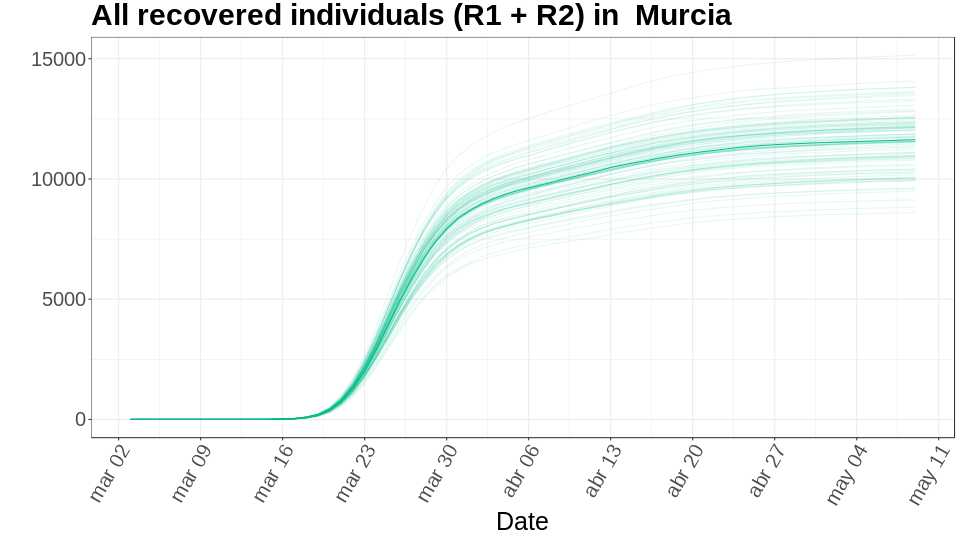 All recovered individuals (R1 + R2) in  Murcia
15000
10000
5000
0
mar 02
mar 09
mar 16
mar 23
mar 30
abr 06
abr 13
abr 20
abr 27
may 04
may 11
Date